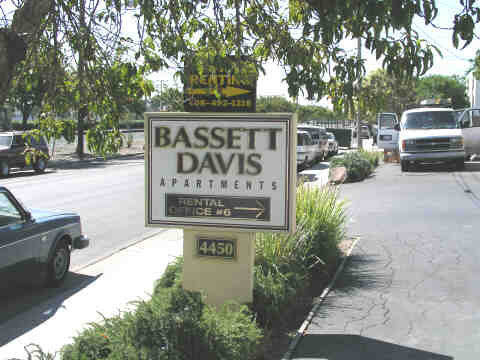 RENTING
BASSETT
DAVIS
APARTMENTS
RENTAL
OFFICE #6
4450